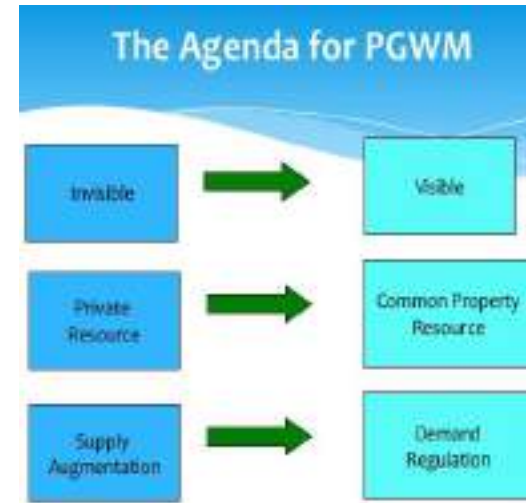 The Agenda for PGWM
Invisible
Visible
Private
Resource
Common Property
Resource
Supply
Augmentation
Demand
Regulation